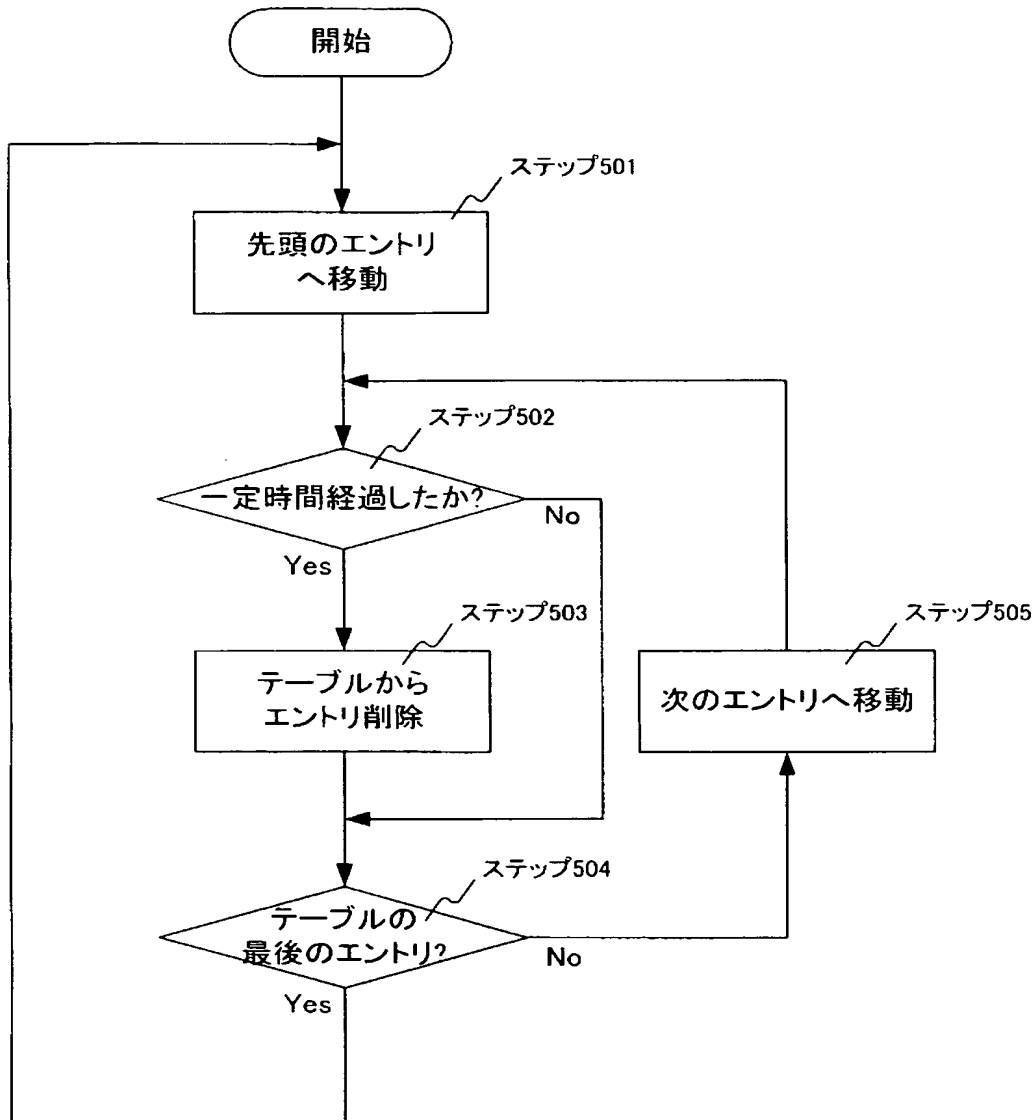 開始
ステップ501
先頭のエントリ
へ移動
ステップ502
一定時間経過したか?
No
Yes
ステップ503
テーブルから
エントリ削除
ステップ505
次のエントリへ移動
ステップ504
テーブルの
最後のエントリ?
No
Yes